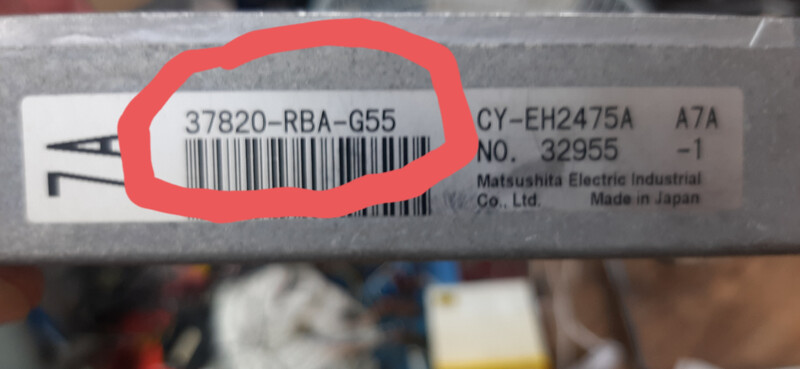 7A
37820-RBA-G55
CY-EH2475A A7A
NO. 32955 -1
Matsushita Electric Industrial
Co., Ltd. Made in Japan